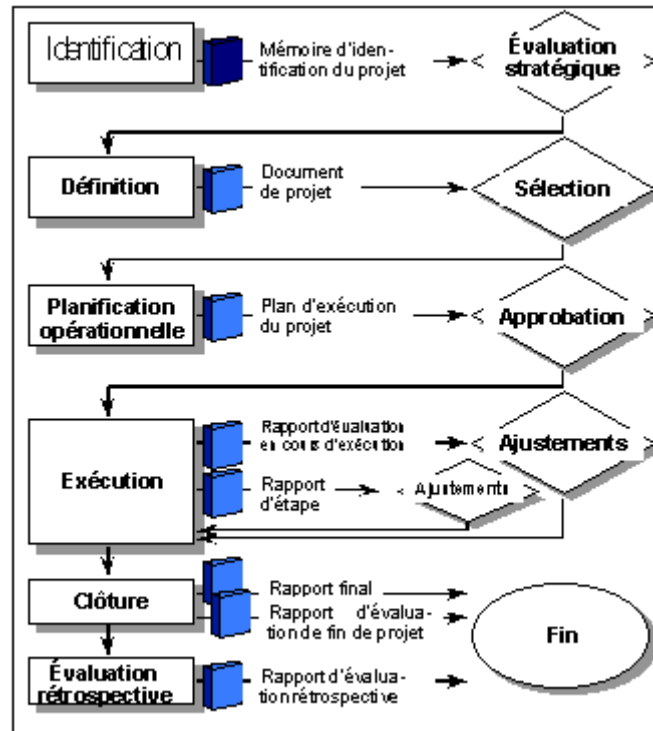 Identification
Mémoire d'iden-
tification du projet
Évaluation
stratégique
Définition
Document
de projet
Sélection
Planification
opérationnelle
Plan d'exécution
du projet
Approbation
Exécution
Rapport d'évaluation
en cours d'exécution
Ajustements
Rapport
d'étape
Ajustements
Clôture
Rapport final
Rapport d'évalua-
tion de fin de projet
Fin
Évaluation
rétrospective
Rapport d'évalua-
tion rétrospective